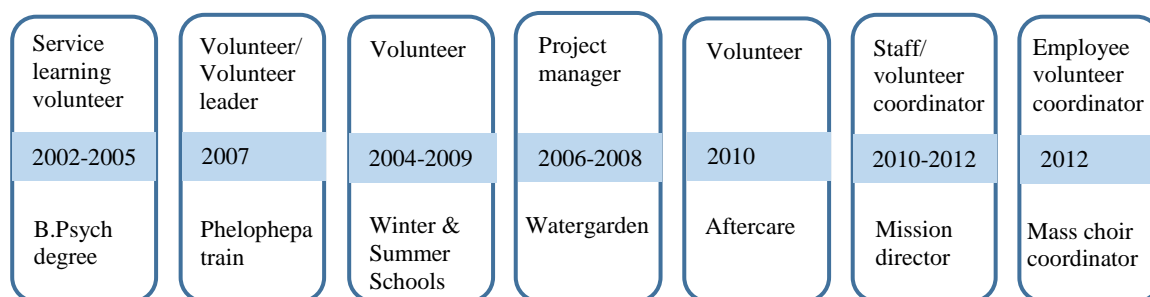 Service
learning
volunteer
2002-2005
B.Psych
degree
Volunteer/
Volunteer
leader
2007
Phelophepa
train
Volunteer
2004-2009
Winter &
Summer
Schools
Project
manager
2006-2008
Watergarden
Volunteer
2010
Aftercare
Staff/
volunteer
coordinator
2010-2012
Mission
director
Employee
volunteer
coordinator
2012
Mass choir
coordinator